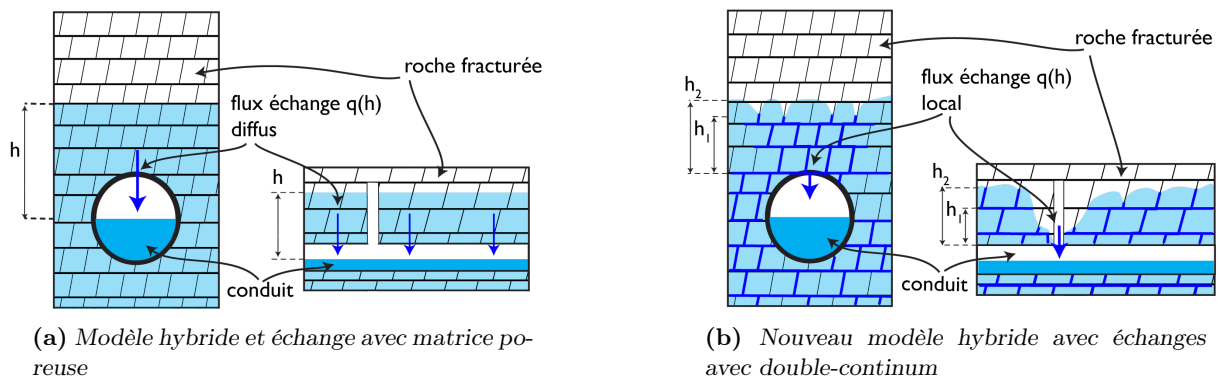 roche fracturée
flux échange q(h)
diffus
h
h
conduit
(a) Modèle hybride et échange avec matrice po-
reuse
roche fracturée
flux échange q(h)
local
h2
h1
h2
h1
conduit
(b) Nouveau modèle hybride avec échanges
avec double-continum